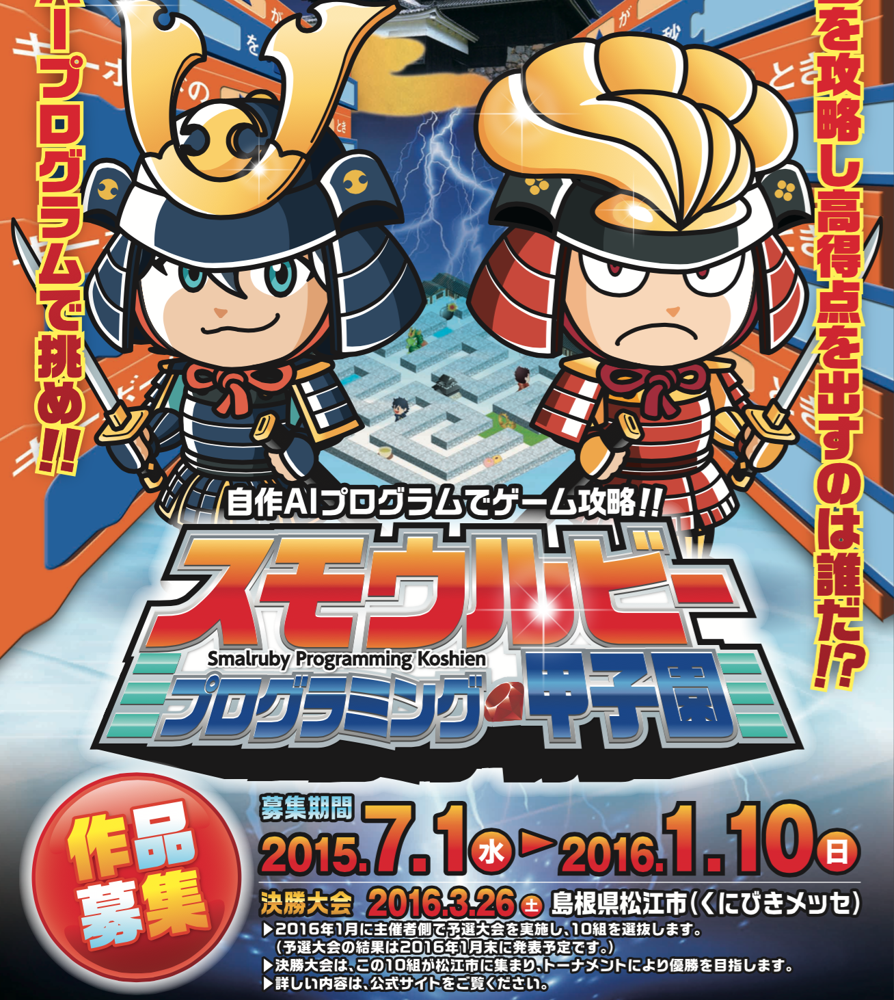 を攻略し高得点を出すのは誰だ!?
ープログラムで挑め!!
が
を
の
とき
が
秒
とき
自作AIプログラムでゲーム攻略!!
スモウルビー
Smalruby Programming Koshien
プログラミング甲子園
作品
募集
募集期間
2015.7.1水▶2016.1.10日
決勝大会 2016.3.26土 島根県松江市(くにびきメッセ)
▶2016年1月に主催者側で予選大会を実施し、10組を選抜します。
(予選大会の結果は2016年1月末に発表予定です。)
▶決勝大会は、この10組が松江市に集まり、トーナメントにより優勝を目指します。
▶詳しい内容は、公式サイトをご覧ください。